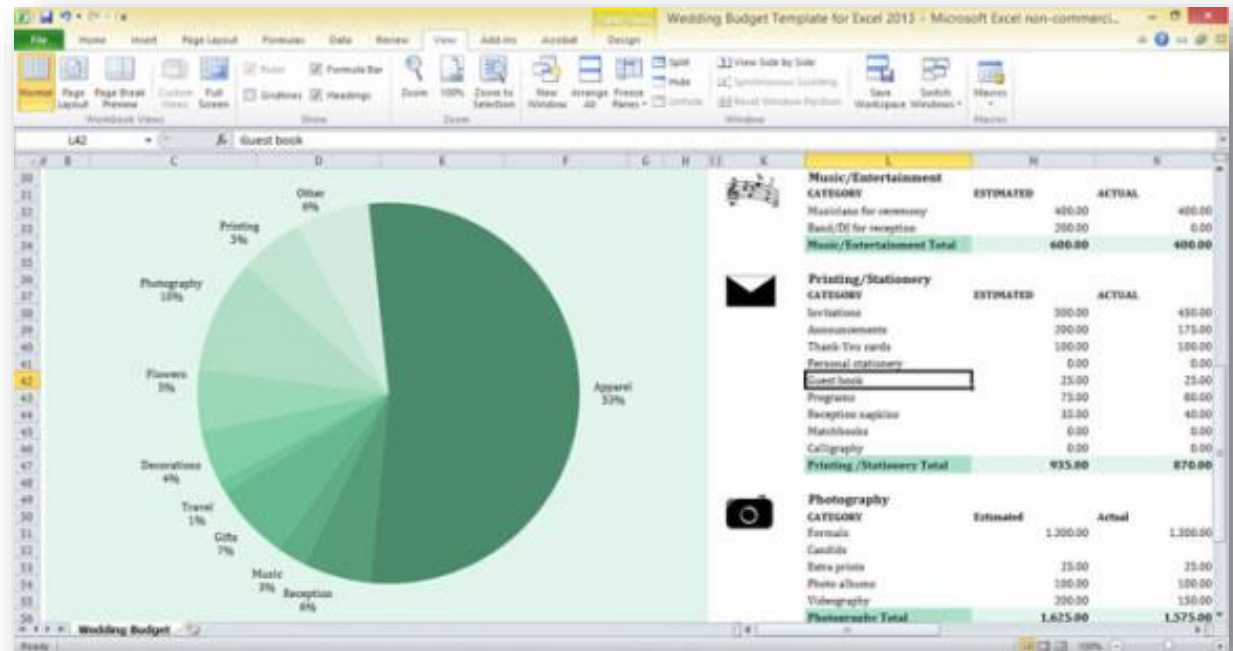 Wedding Budget Template for Excel 2013 - Microsoft Excel non-commerci...
File Home Insert Page Layout Formulas Data Review View Add-Ins Acrobat Design
Ruler Formula Bar Split View Side by Side
Gridlines Headings Hide Synchronous Scrolling
Unhide Reset Window Position
Normal Page Layout Page Break Preview Custom Views Full Screen Zoom 100% Zoom to Selection New Window Arrange All Freeze Panes Save Workspace Switch Windows Macros
Workbook Views Show Zoom Window Macros
L42 Guest book
B C D E F G H K L M N
Other
6%
Printing
Photography
10%
Flowers
Decorations
4%
Travel
1%
Gifts
7%
Music
3%
Reception
6%
Apparel
Music/Entertainment
CATEGORY ESTIMATED ACTUAL
Musicians for ceremony 400.00 400.00
Band/DJ for reception 200.00 0.00
Music/Entertainment Total 600.00 400.00
Printing/Stationery
CATEGORY ESTIMATED ACTUAL
Invitations 500.00 450.00
Announcements 200.00 175.00
Thank-You cards 100.00 100.00
Personal stationery 0.00 0.00
Guest book 25.00 25.00
Programs 75.00 80.00
Reception napkins 35.00 40.00
Matchbooks 0.00 0.00
Calligraphy 0.00 0.00
Printing /Stationery Total 935.00 870.00
Photography
CATEGORY Estimated Actual
Formals 1,300.00 1,300.00
Candids
Extra prints 25.00 25.00
Photo albums 100.00 100.00
Videography 200.00 150.00
Photography Total 1,625.00 1,575.00
Wedding Budget
Ready 100%